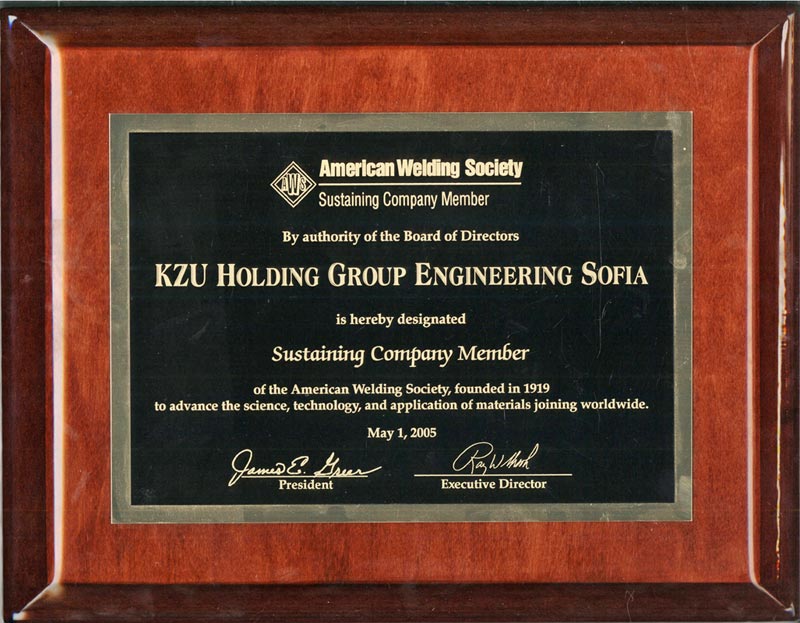 American Welding Society
AWS
Sustaining Company Member
By authority of the Board of Directors
KZU HOLDING GROUP ENGINEERING SOFIA
is hereby designated
Sustaining Company Member
of the American Welding Society, founded in 1919
to advance the science, technology, and application of materials joining worldwide.
May 1, 2005
James E. Greer
President
Executive Director